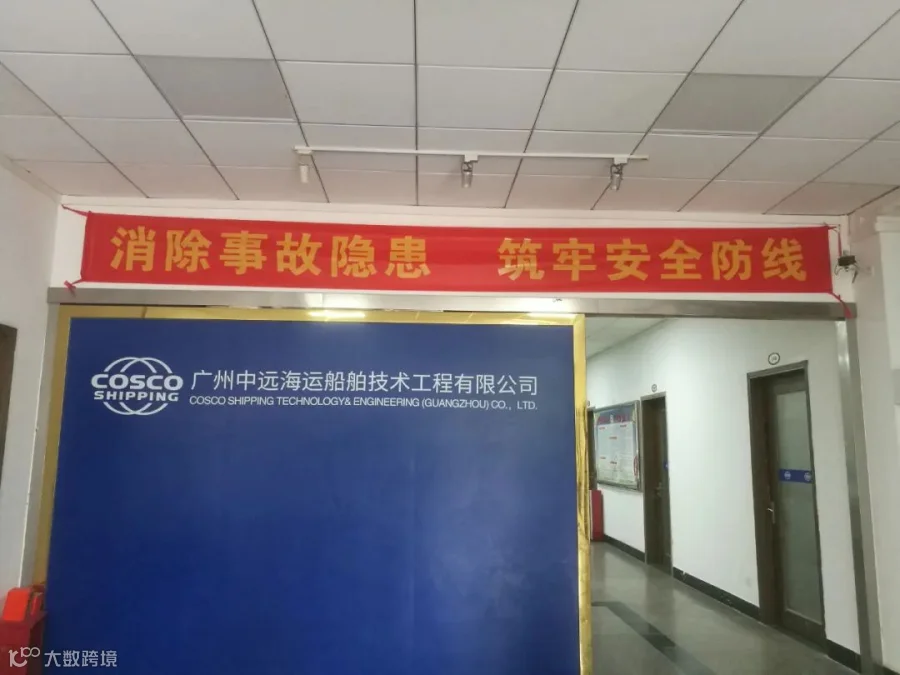 消除事故隐患 筑牢安全防线
COSCO
SHIPPING
广州中远海运船舶技术工程有限公司
COSCO SHIPPING TECHNOLOGY& ENGINEERING (GUANGZHOU) CO., LTD.
大数跨境